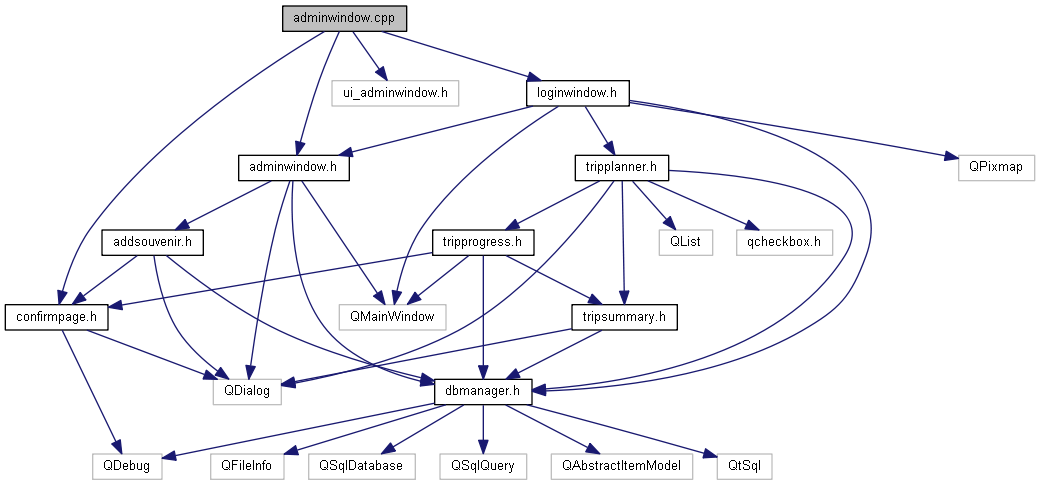 adminwindow.cpp
ui_adminwindow.h
loginwindow.h
adminwindow.h
tripplanner.h
QPixmap
addsouvenir.h
tripprogress.h
QList
qcheckbox.h
confirmpage.h
QMainWindow
tripsummary.h
QDialog
dbmanager.h
QDebug
QFileInfo
QSqlDatabase
QSqlQuery
QAbstractItemModel
QtSql